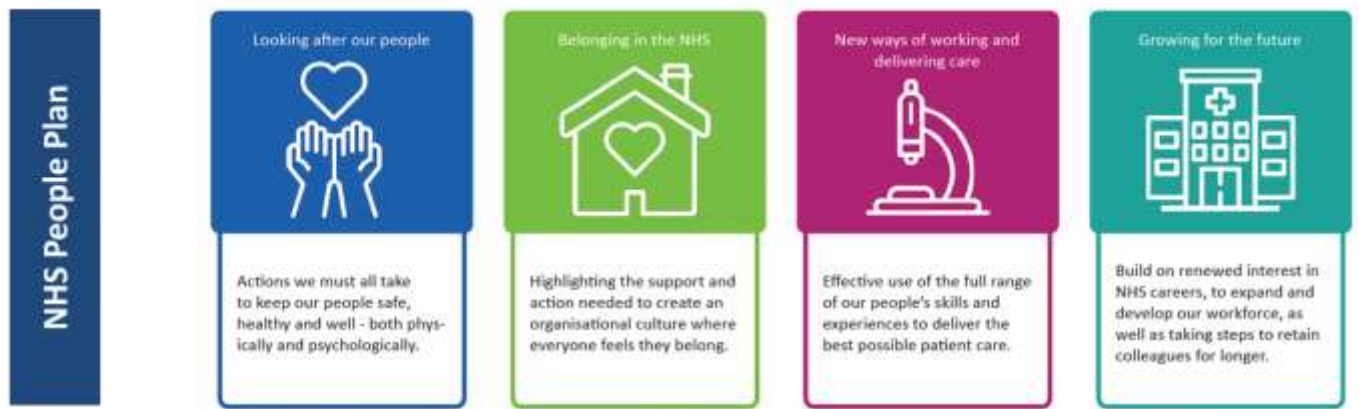 NHS People Plan
Looking after our people
Actions we must all take
to keep our people safe,
healthy and well - both phys-
ically and psychologically.
Belonging in the NHS
Highlighting the support and
action needed to create an
organisational culture where
everyone feels they belong.
New ways of working and
delivering care
Effective use of the full range
of our people's skills and
experiences to deliver the
best possible patient care.
Growing for the future
Build on renewed interest in
NHS careers, to expand and
develop our workforce, as
well as taking steps to retain
colleagues for longer.